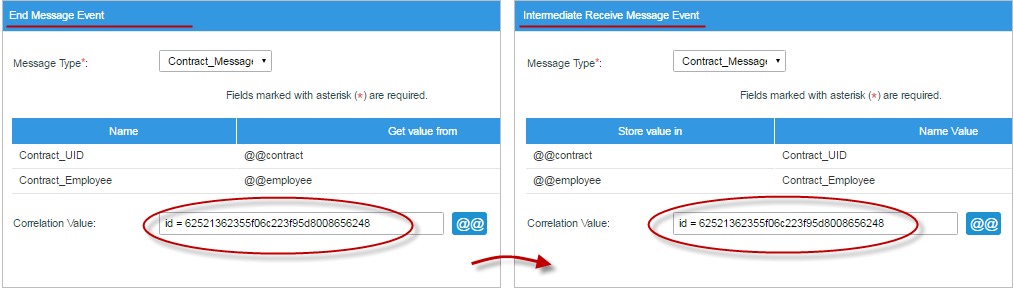 End Message Event
Message Type*:
Contract_Message
Fields marked with asterisk (*) are required.
Name Get value from
Contract_UID @@contract
Contract_Employee @@employee
Correlation Value: id = 62521362355f06c223f95d8008656248 @@
Intermediate Receive Message Event
Message Type*:
Contract_Message
Fields marked with asterisk (*) are required.
Store value in Name Value
@@contract Contract_UID
@@employee Contract_Employee
Correlation Value: id = 62521362355f06c223f95d8008656248 @@